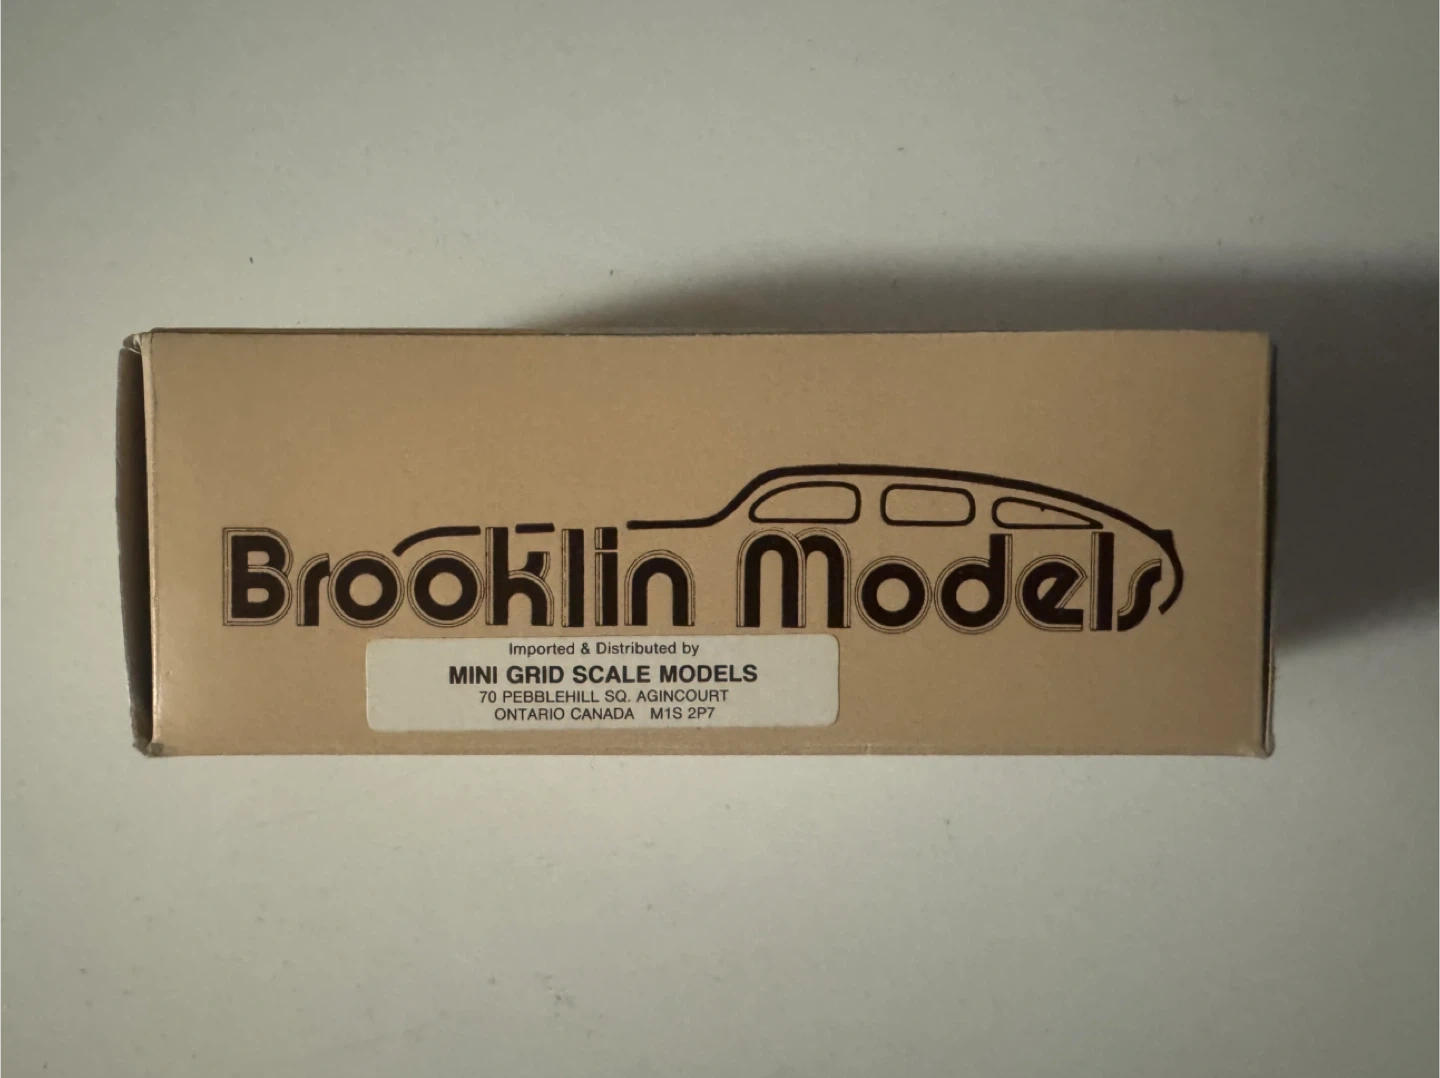 Brooklin Models
Imported & Distributed by
MINI GRID SCALE MODELS
70 PEBBLEHILL SQ. AGINCOURT
ONTARIO CANADA M1S 2P7